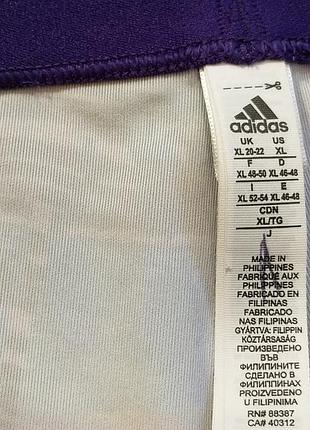 adidas
UK US
XL 20-22 XL
F D
XL 48-50 XL 46-48
I E
XL 52-54 XL 46-48
CDN
XL/TG
J
MADE IN
PHILIPPINES
FABRIQUÉ AUX
PHILIPPINES
FABRICADO EN
FILIPINAS
FABRICADO
NAS FILIPINAS
GYÁRTVA: FILIPPIN
KÖZTÁRSASÁG
ПРОИЗВЕДЕНО
ВЪВ
ФИЛИПИНИТЕ
СДЕЛАНО В
ФИЛИППИНАХ
PROIZVEDENO
U FILIPINIMA
RN# 88387
CA# 40312